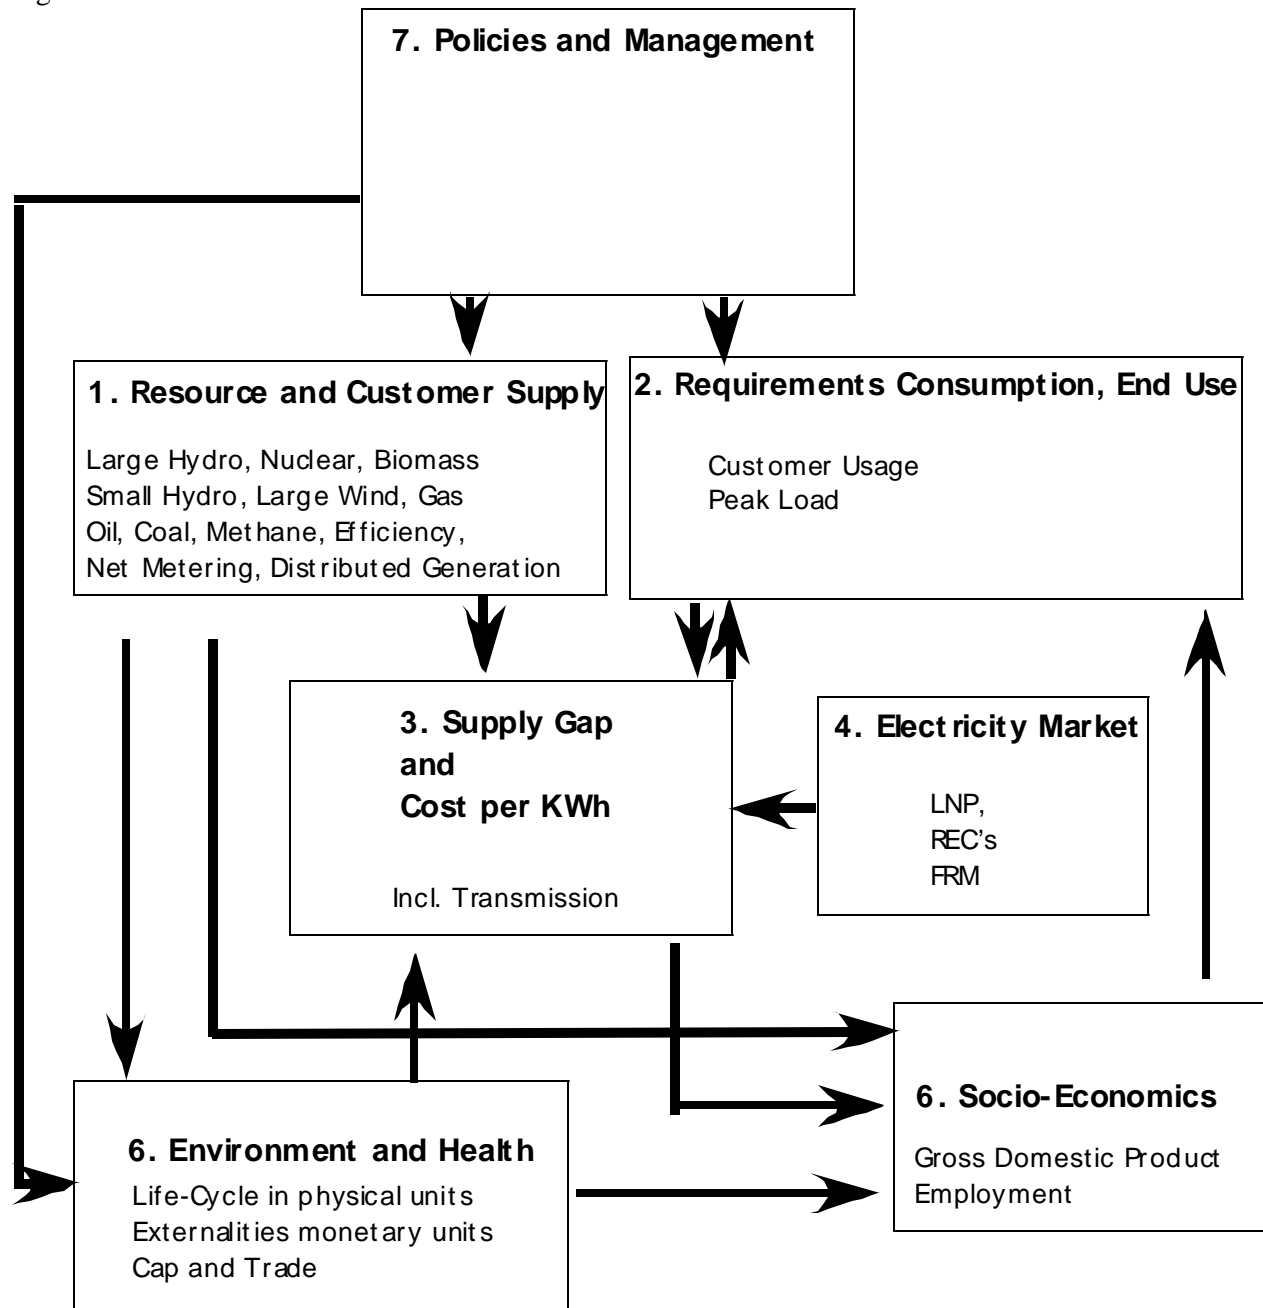 7. Policies and Management
1. Resource and Customer Supply
Large Hydro, Nuclear, Biomass
Small Hydro, Large Wind, Gas
Oil, Coal, Methane, Efficiency,
Net Metering, Distributed Generation
2. Requirements Consumption, End Use
Customer Usage
Peak Load
3. Supply Gap
and
Cost per KWh
Incl. Transmission
4. Electricity Market
LNP,
REC's
FRM
6. Environment and Health
Life-Cycle in physical units
Externalities monetary units
Cap and Trade
6. Socio-Economics
Gross Domestic Product
Employment